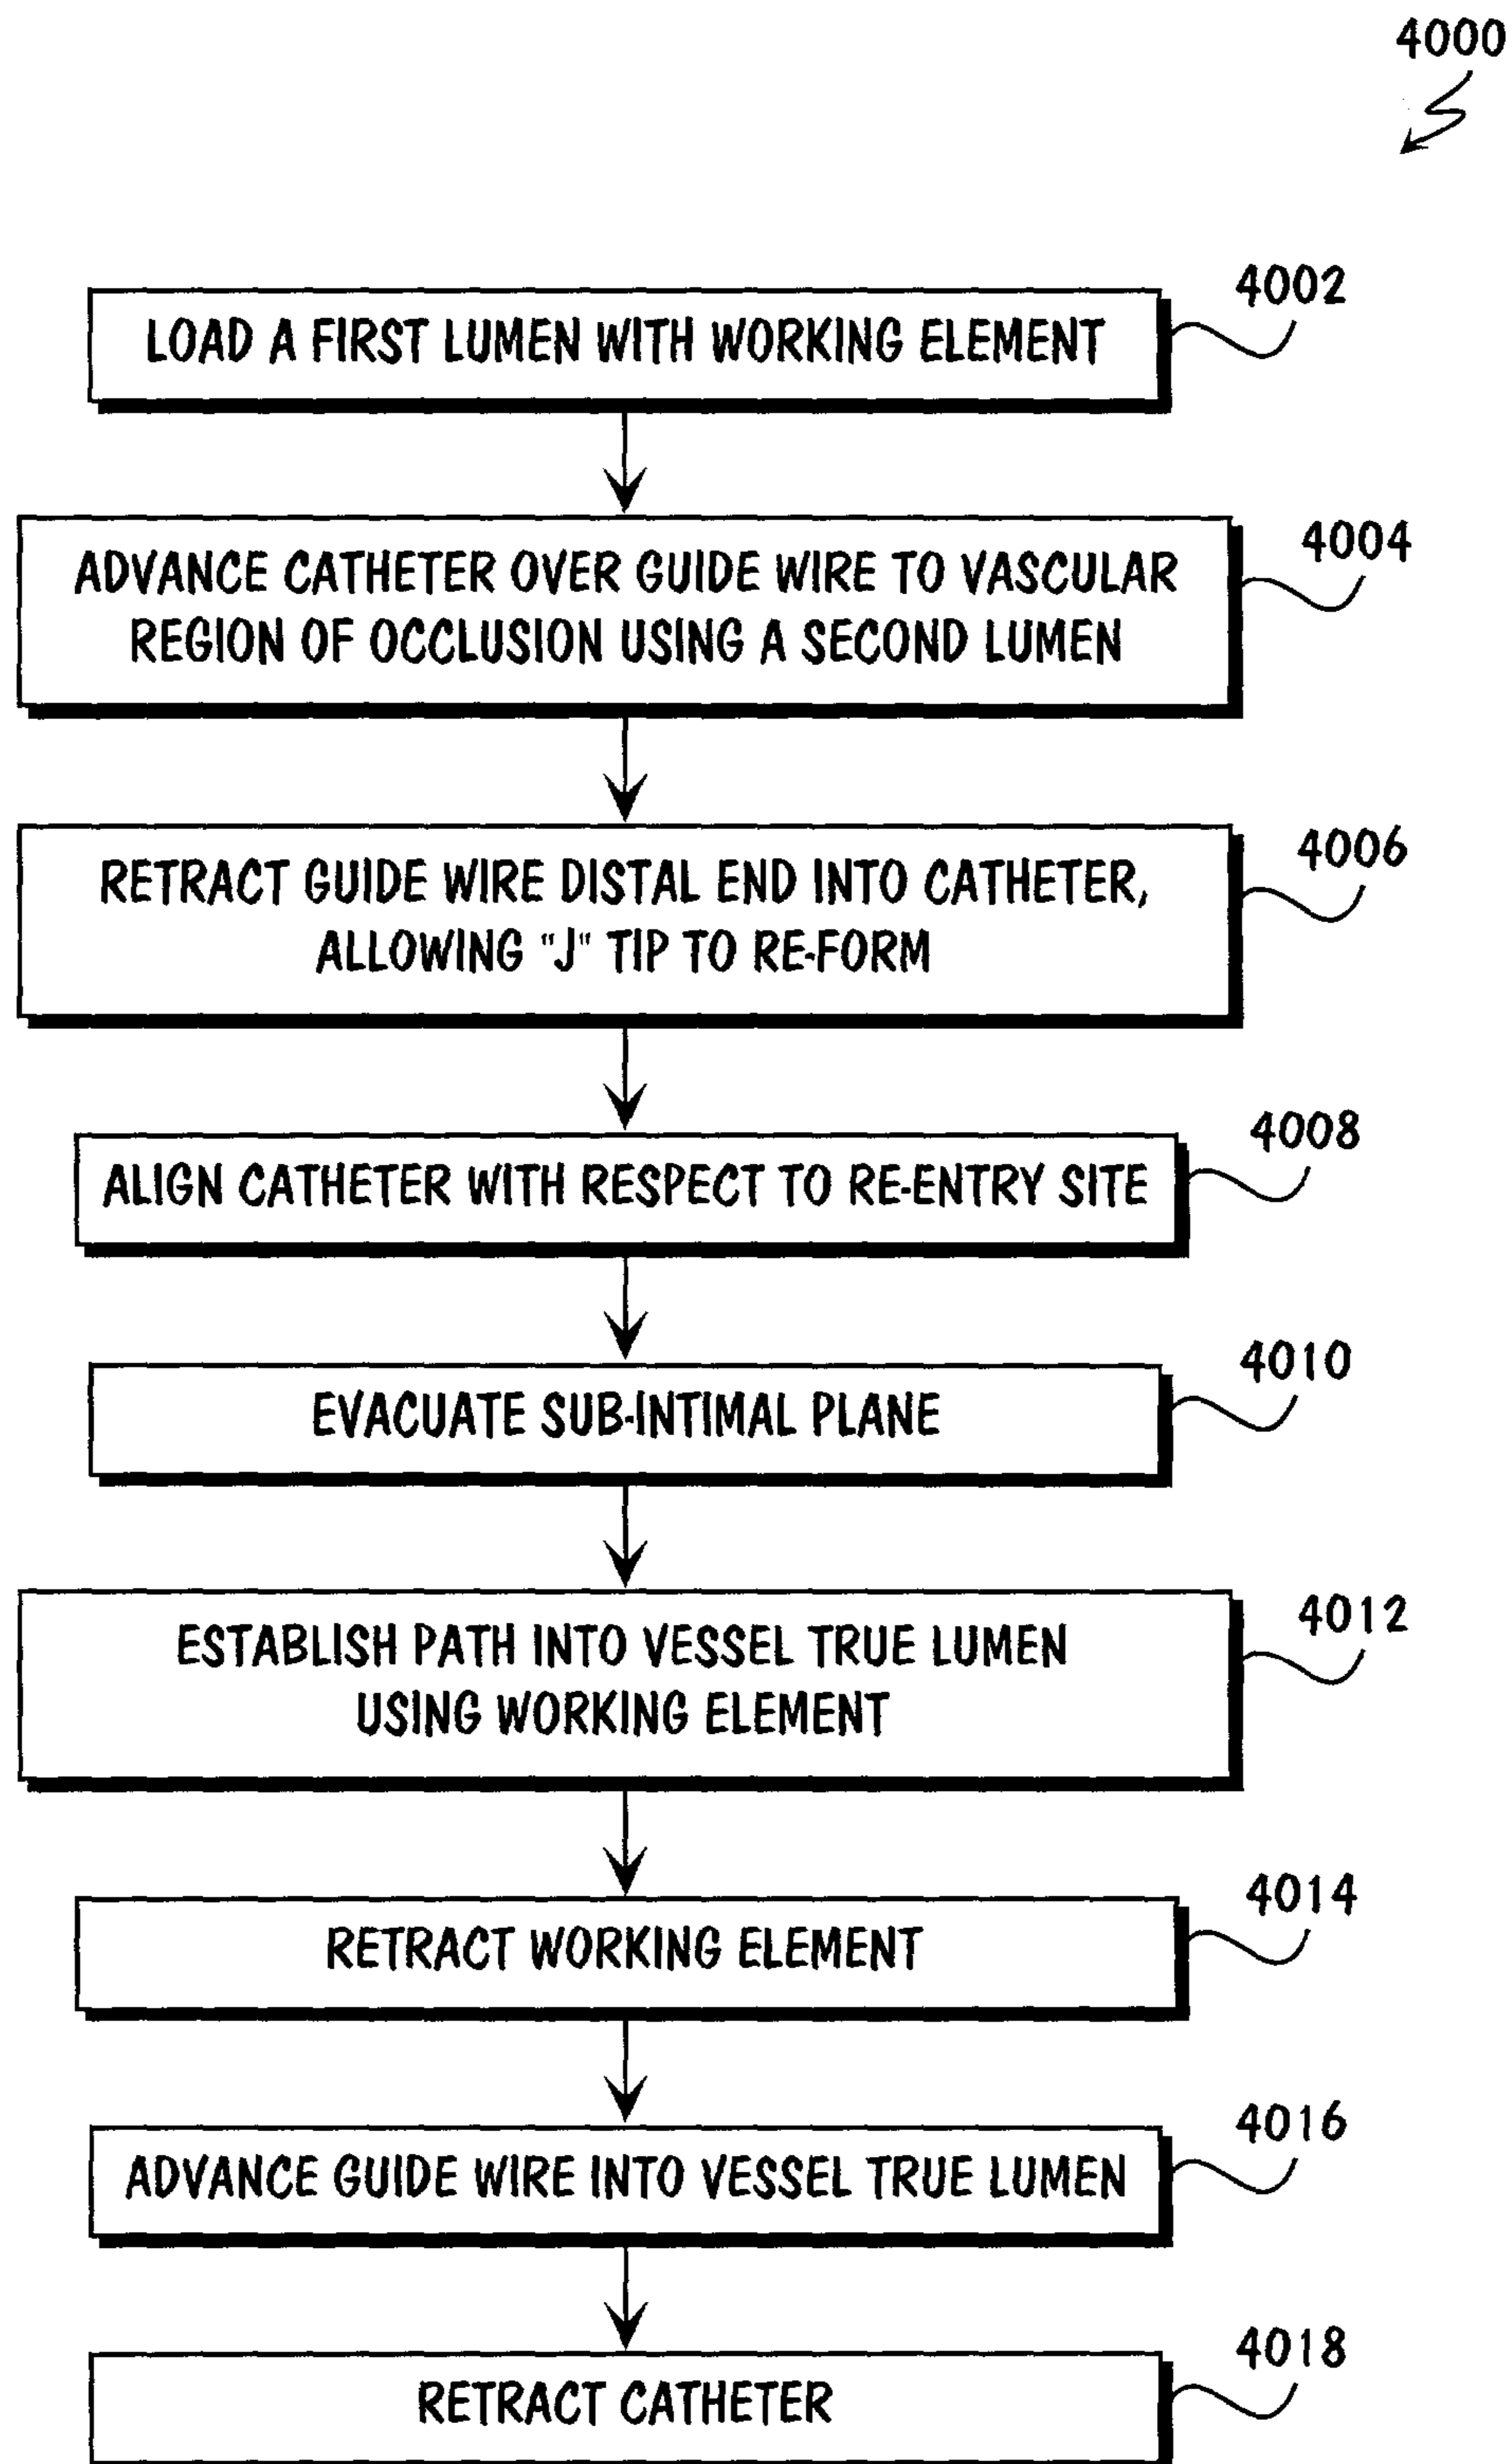 4000
4002
LOAD A FIRST LUMEN WITH WORKING ELEMENT
4004
ADVANCE CATHETER OVER GUIDE WIRE TO VASCULAR
REGION OF OCCLUSION USING A SECOND LUMEN
4006
RETRACT GUIDE WIRE DISTAL END INTO CATHETER,
ALLOWING "J" TIP TO RE-FORM
4008
ALIGN CATHETER WITH RESPECT TO RE-ENTRY SITE
4010
EVACUATE SUB-INTIMAL PLANE
4012
ESTABLISH PATH INTO VESSEL TRUE LUMEN
USING WORKING ELEMENT
4014
RETRACT WORKING ELEMENT
4016
ADVANCE GUIDE WIRE INTO VESSEL TRUE LUMEN
4018
RETRACT CATHETER